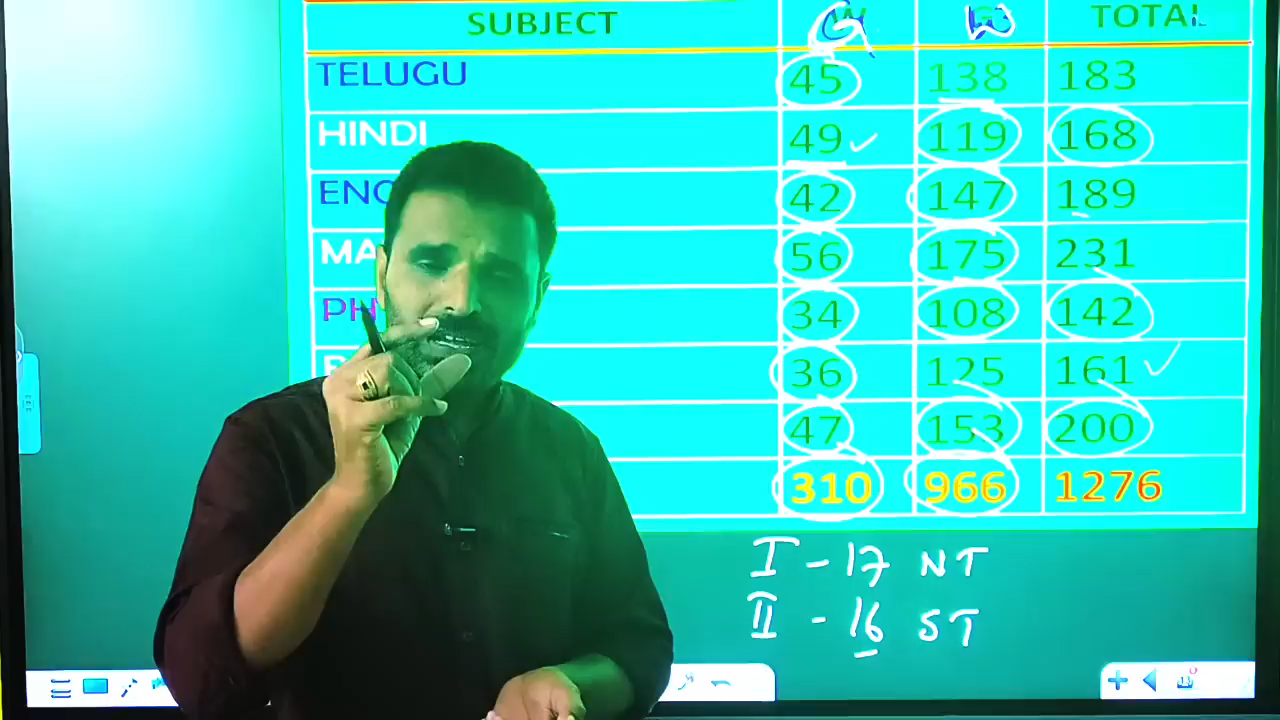 SUBJECT G W TOTAL
TELUGU 45 138 183
HINDI 49 119 168
ENG 42 147 189
MA 56 175 231
PH 34 108 142
36 125 161
47 153 200
310 966 1276
I - 17 NT
II - 16 ST